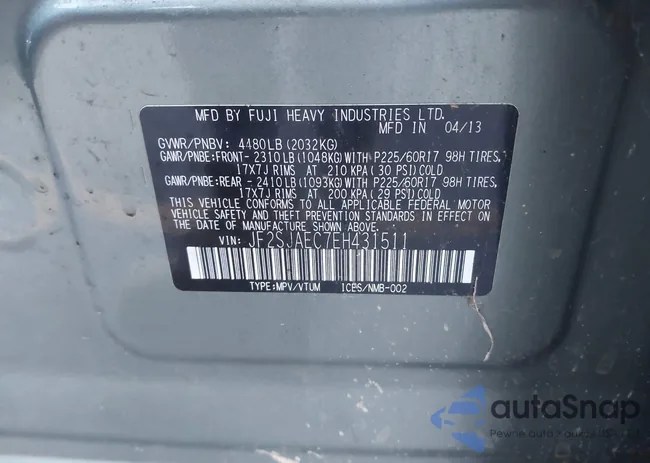 MFD BY FUJI HEAVY INDUSTRIES LTD.
MFD IN 04/13
GVWR/PNBV: 4480LB (2032KG)
GAWR/PNBE:FRONT- 2310LB (1048KG) WITH P225/60R17 98H TIRES,
17X7J RIMS AT 210 KPA (30 PSI) COLD
GAWR/PNBE:REAR - 2410LB (1093KG) WITH P225/60R17 98H TIRES,
17X7J RIMS AT 200 KPA (29 PSI) COLD
THIS VEHICLE CONFORMS TO ALL APPLICABLE FEDERAL MOTOR
VEHICLE SAFETY AND THEFT PREVENTION STANDARDS IN EFFECT ON THE
DATE OF MANUFACTURE SHOWN ABOVE.
VIN: JF2SJAEC7EH431511
TYPE:MPV/VTUM ICES/NMB-002
autoSnap
Pewne auto z aukcji